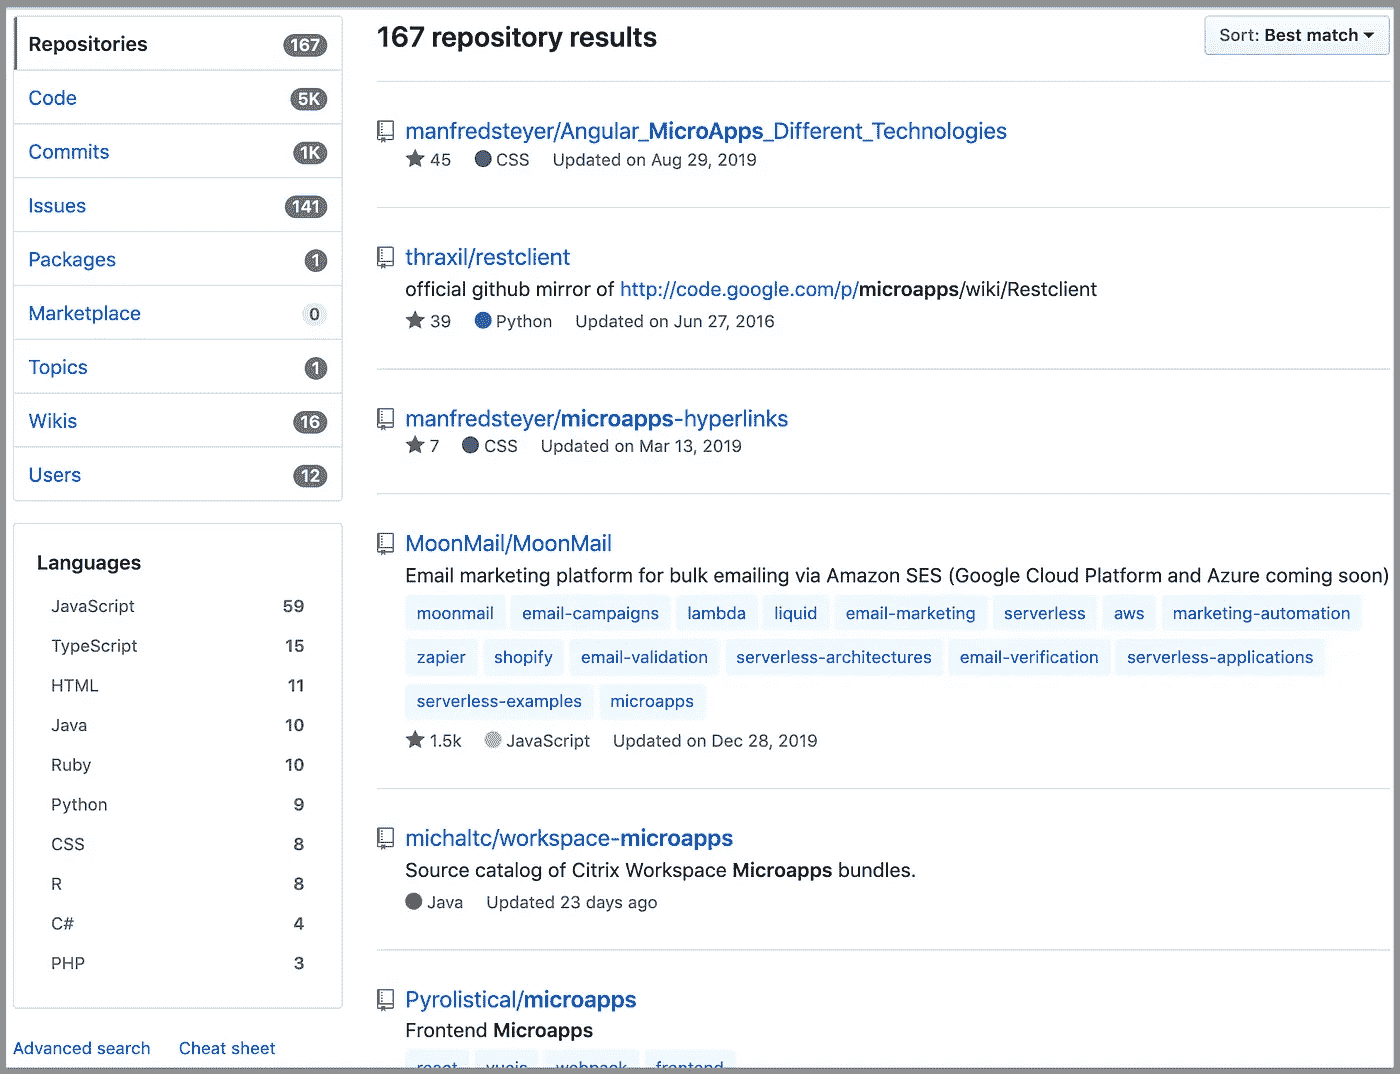 Repositories 167
Code 5K
Commits 1K
Issues 141
Packages 1
Marketplace 0
Topics 1
Wikis 16
Users 12
Languages
JavaScript 59
TypeScript 15
HTML 11
Java 10
Ruby 10
Python 9
CSS 8
R 8
C# 4
PHP 3
Advanced search Cheat sheet
167 repository results
Sort: Best match
manfredsteyer/Angular_MicroApps_Different_Technologies
45 CSS Updated on Aug 29, 2019
thraxil/restclient
official github mirror of http://code.google.com/p/microapps/wiki/Restclient
39 Python Updated on Jun 27, 2016
manfredsteyer/microapps-hyperlinks
7 CSS Updated on Mar 13, 2019
MoonMail/MoonMail
Email marketing platform for bulk emailing via Amazon SES (Google Cloud Platform and Azure coming soon)
moonmail email-campaigns lambda liquid email-marketing serverless aws marketing-automation
zapier shopify email-validation serverless-architectures email-verification serverless-applications
serverless-examples microapps
1.5k JavaScript Updated on Dec 28, 2019
michaltc/workspace-microapps
Source catalog of Citrix Workspace Microapps bundles.
Java Updated 23 days ago
Pyrolistical/microapps
Frontend Microapps
react vuejs webpack frontend